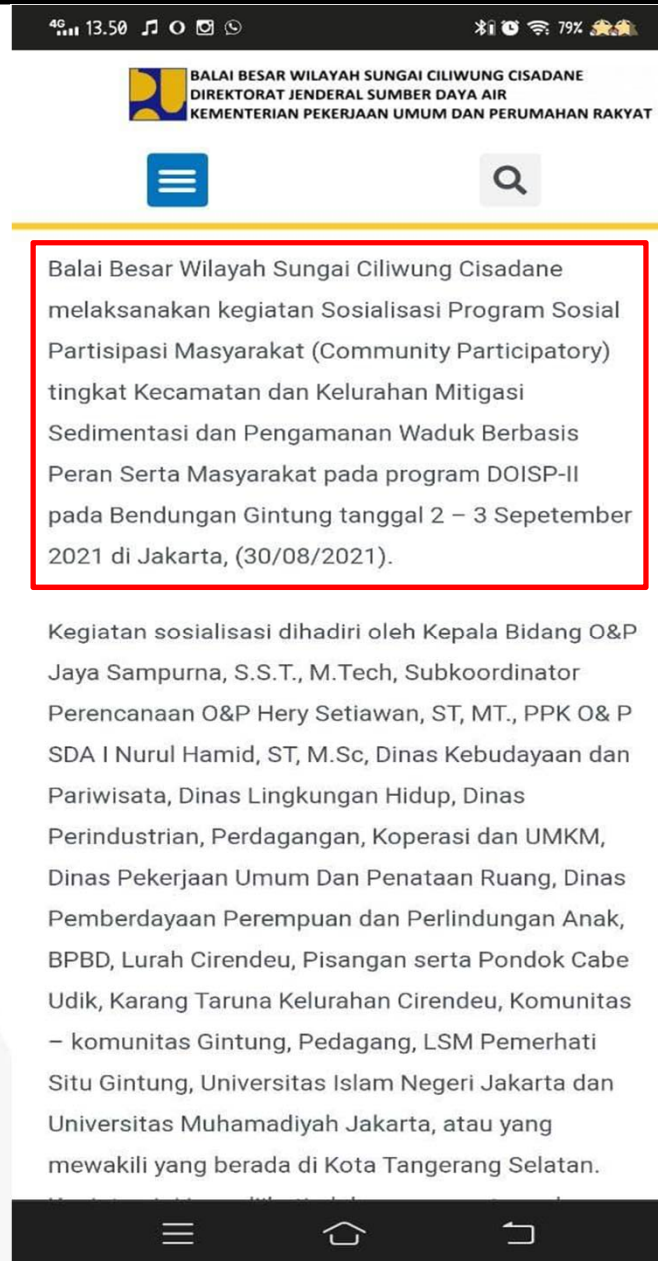 4G 13.50 79%
BALAI BESAR WILAYAH SUNGAI CILIWUNG CISADANE
DIREKTORAT JENDERAL SUMBER DAYA AIR
KEMENTERIAN PEKERJAAN UMUM DAN PERUMAHAN RAKYAT
Balai Besar Wilayah Sungai Ciliwung Cisadane
melaksanakan kegiatan Sosialisasi Program Sosial
Partisipasi Masyarakat (Community Participatory)
tingkat Kecamatan dan Kelurahan Mitigasi
Sedimentasi dan Pengamanan Waduk Berbasis
Peran Serta Masyarakat pada program DOISP-II
pada Bendungan Gintung tanggal 2 – 3 Sepetember
2021 di Jakarta, (30/08/2021).
Kegiatan sosialisasi dihadiri oleh Kepala Bidang O&P
Jaya Sampurna, S.S.T., M.Tech, Subkoordinator
Perencanaan O&P Hery Setiawan, ST, MT., PPK O& P
SDA I Nurul Hamid, ST, M.Sc, Dinas Kebudayaan dan
Pariwisata, Dinas Lingkungan Hidup, Dinas
Perindustrian, Perdagangan, Koperasi dan UMKM,
Dinas Pekerjaan Umum Dan Penataan Ruang, Dinas
Pemberdayaan Perempuan dan Perlindungan Anak,
BPBD, Lurah Cirendeu, Pisangan serta Pondok Cabe
Udik, Karang Taruna Kelurahan Cirendeu, Komunitas
– komunitas Gintung, Pedagang, LSM Pemerhati
Situ Gintung, Universitas Islam Negeri Jakarta dan
Universitas Muhamadiyah Jakarta, atau yang
mewakili yang berada di Kota Tangerang Selatan.